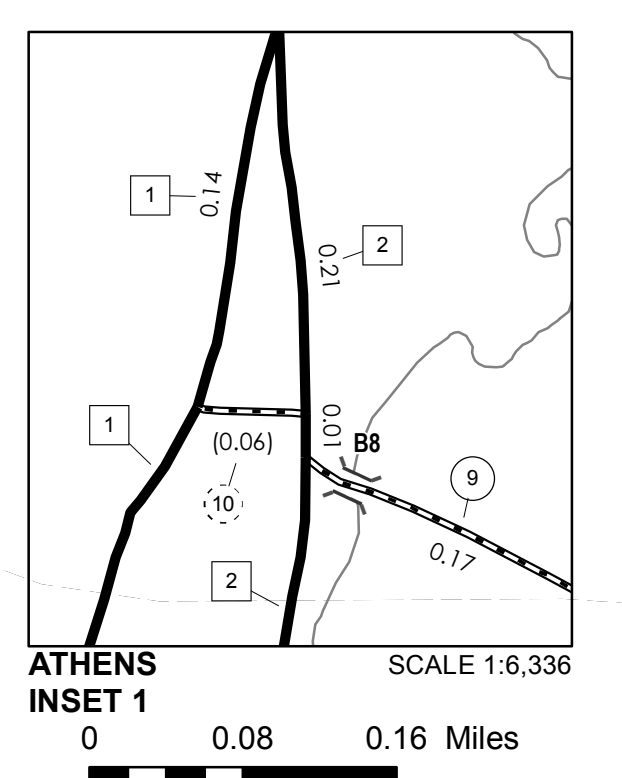 1
0.14
2
0.21
1
0.01
B8
(0.06)
9
10
0.17
2
ATHENS
SCALE 1:6,336
INSET 1
0 0.08 0.16 Miles